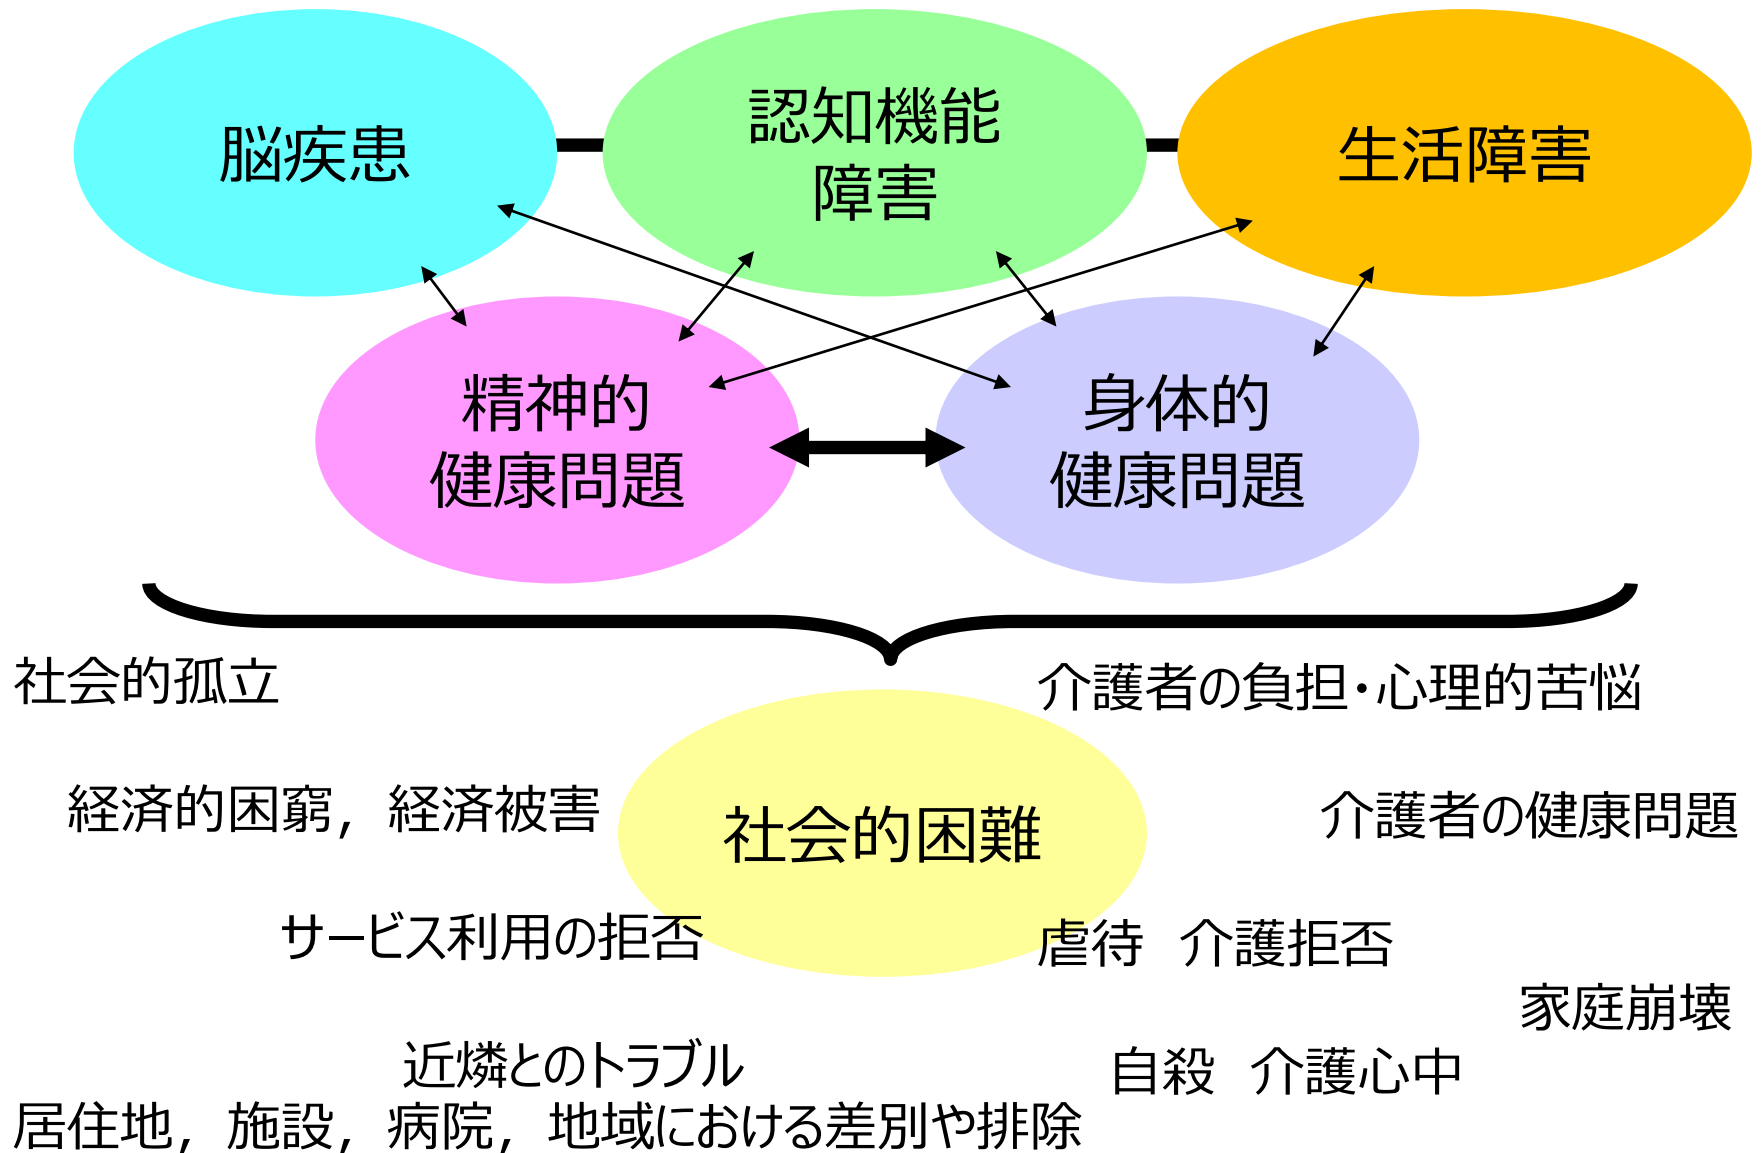 脳疾患
認知機能
障害
生活障害
精神的
健康問題
身体的
健康問題
社会的孤立
介護者の負担・心理的苦悩
経済的困窮，経済被害
社会的困難
介護者の健康問題
サービス利用の拒否
虐待　介護拒否
家庭崩壊
近燐とのトラブル
自殺　介護心中
居住地，施設，病院，地域における差別や排除